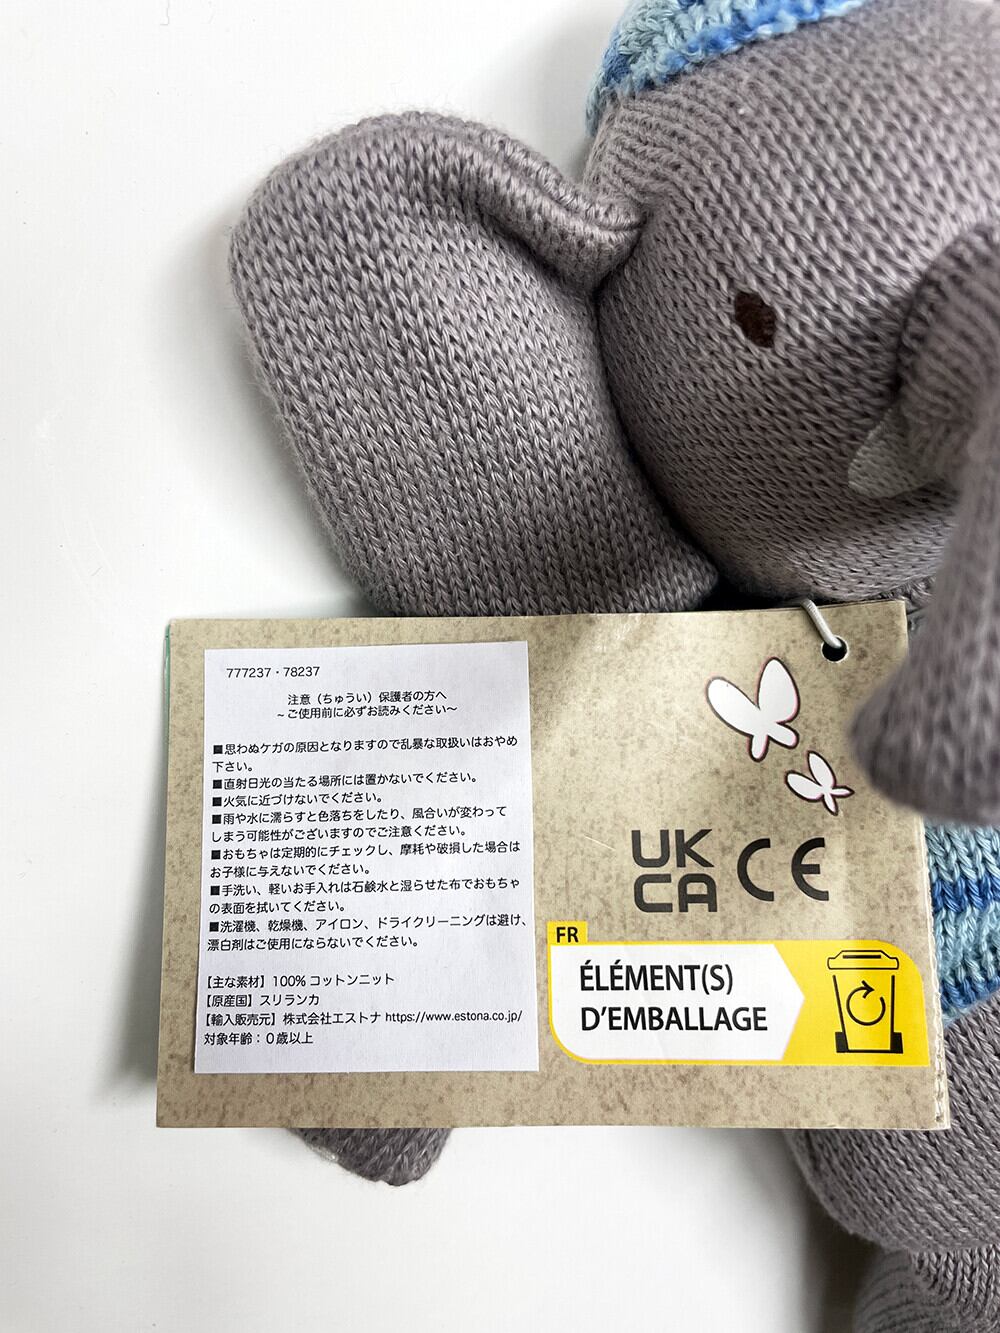 777237・78237
注意（ちゅうい）保護者の方へ
～ご使用前に必ずお読みください～
■思わぬケガの原因となりますので乱暴な取扱いはおやめ
下さい。
■直射日光の当たる場所には置かないでください。
■火気に近づけないでください。
■雨や水に濡らすと色落ちをしたり、風合いが変わって
しまう可能性がございますのでご注意ください。
■おもちゃは定期的にチェックし、摩耗や破損した場合は
お子様に与えないでください。
■手洗い、軽いお手入れは石鹸水と湿らせた布でおもちゃ
の表面を拭いてください。
■洗濯機、乾燥機、アイロン、ドライクリーニングは避け、
漂白剤はご使用にならないでください。
【主な素材】100% コットンニット
【原産国】スリランカ
【輸入販売元】株式会社エストナ https://www.estona.co.jp/
対象年齢：０歳以上
UK
CA
CE
FR
ÉLÉMENT(S)
D'EMBALLAGE